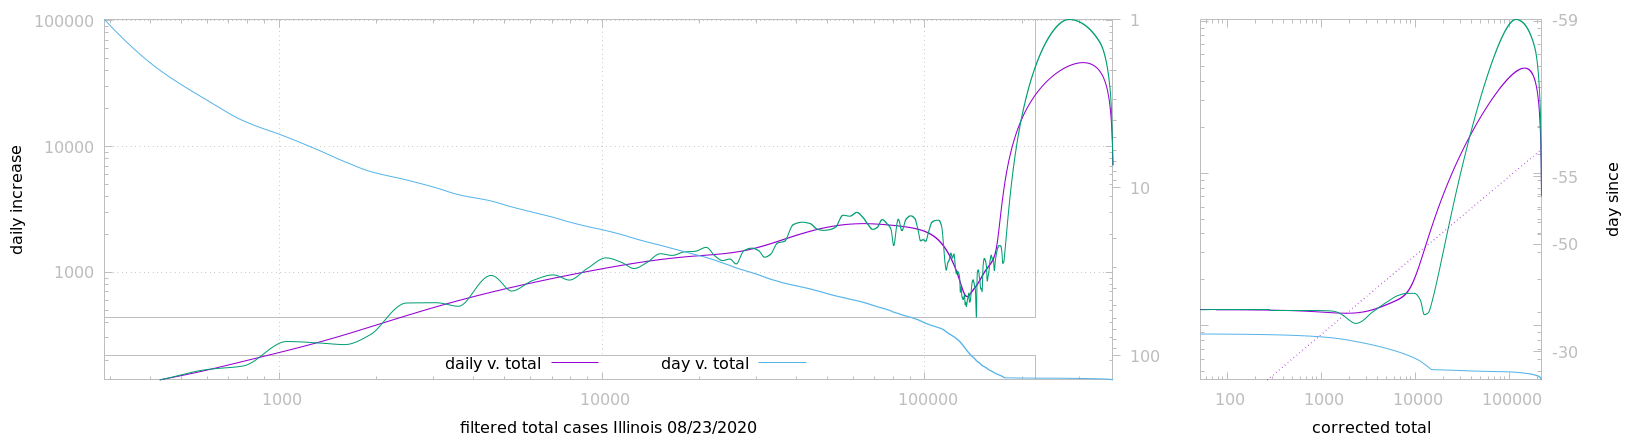 100000
10000
1000
daily increase
1000
10000
100000
filtered total cases Illinois 08/23/2020
daily v. total
day v. total
1
10
100
100
1000
10000
100000
corrected total
-59
-55
-50
-30
day since